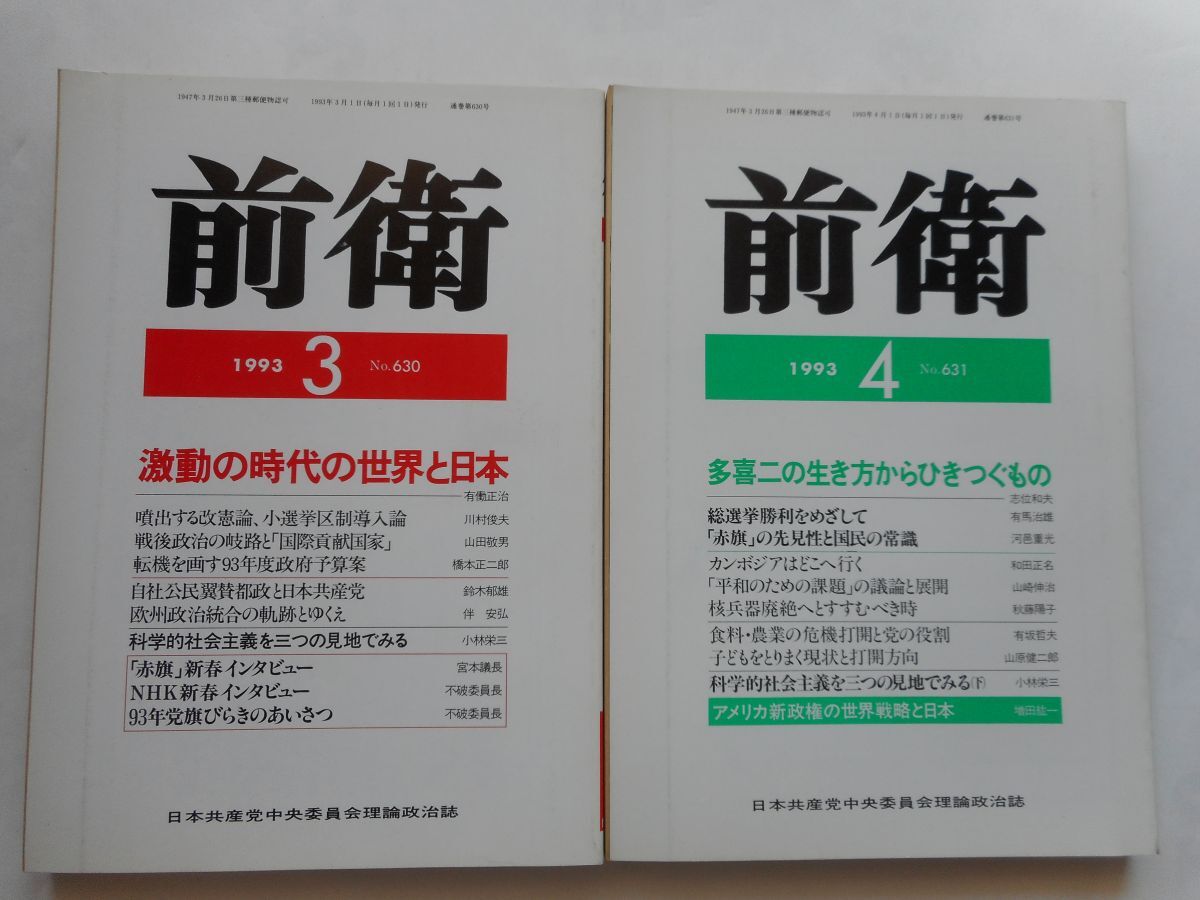 1947年3月26日第三種郵便物認可 1993年3月1日(毎月1回1日)発行 通巻第630号
前衛
1993 3 No.630
激動の時代の世界と日本
有働正治
噴出する改憲論、小選挙区制導入論 川村俊夫
戦後政治の岐路と「国際貢献国家」 山田敬男
転機を画す93年度政府予算案 橋本正二郎
自社公民翼賛都政と日本共産党 鈴木郁雄
欧州政治統合の軌跡とゆくえ 伴 安弘
科学的社会主義を三つの見地でみる 小林栄三
「赤旗」新春インタビュー 宮本議長
NHK新春インタビュー 不破委員長
93年党旗びらきのあいさつ 不破委員長
日本共産党中央委員会理論政治誌
1947年3月26日第三種郵便物認可 1993年4月1日(毎月1回1日)発行 通巻第631号
前衛
1993 4 No.631
多喜二の生き方からひきつぐもの
志位和夫
総選挙勝利をめざして 有馬治雄
「赤旗」の先見性と国民の常識 河邑重光
カンボジアはどこへ行く 和田正名
「平和のための課題」の議論と展開 山崎伸治
核兵器廃絶へとすすむべき時 秋藤陽子
食料・農業の危機打開と党の役割 有坂哲夫
子どもをとりまく現状と打開方向 山原健二郎
科学的社会主義を三つの見地でみる(下) 小林栄三
アメリカ新政権の世界戦略と日本 増田紘一
日本共産党中央委員会理論政治誌